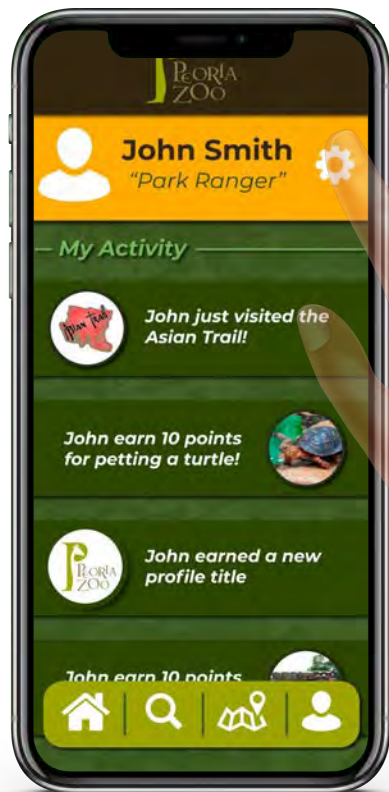 PEORIA
ZOO
John Smith
"Park Ranger"
My Activity
Asian Trail
John just visited the
Asian Trail!
John earn 10 points
for petting a turtle!
PEORIA
ZOO
John earned a new
profile title
John earn 10 points